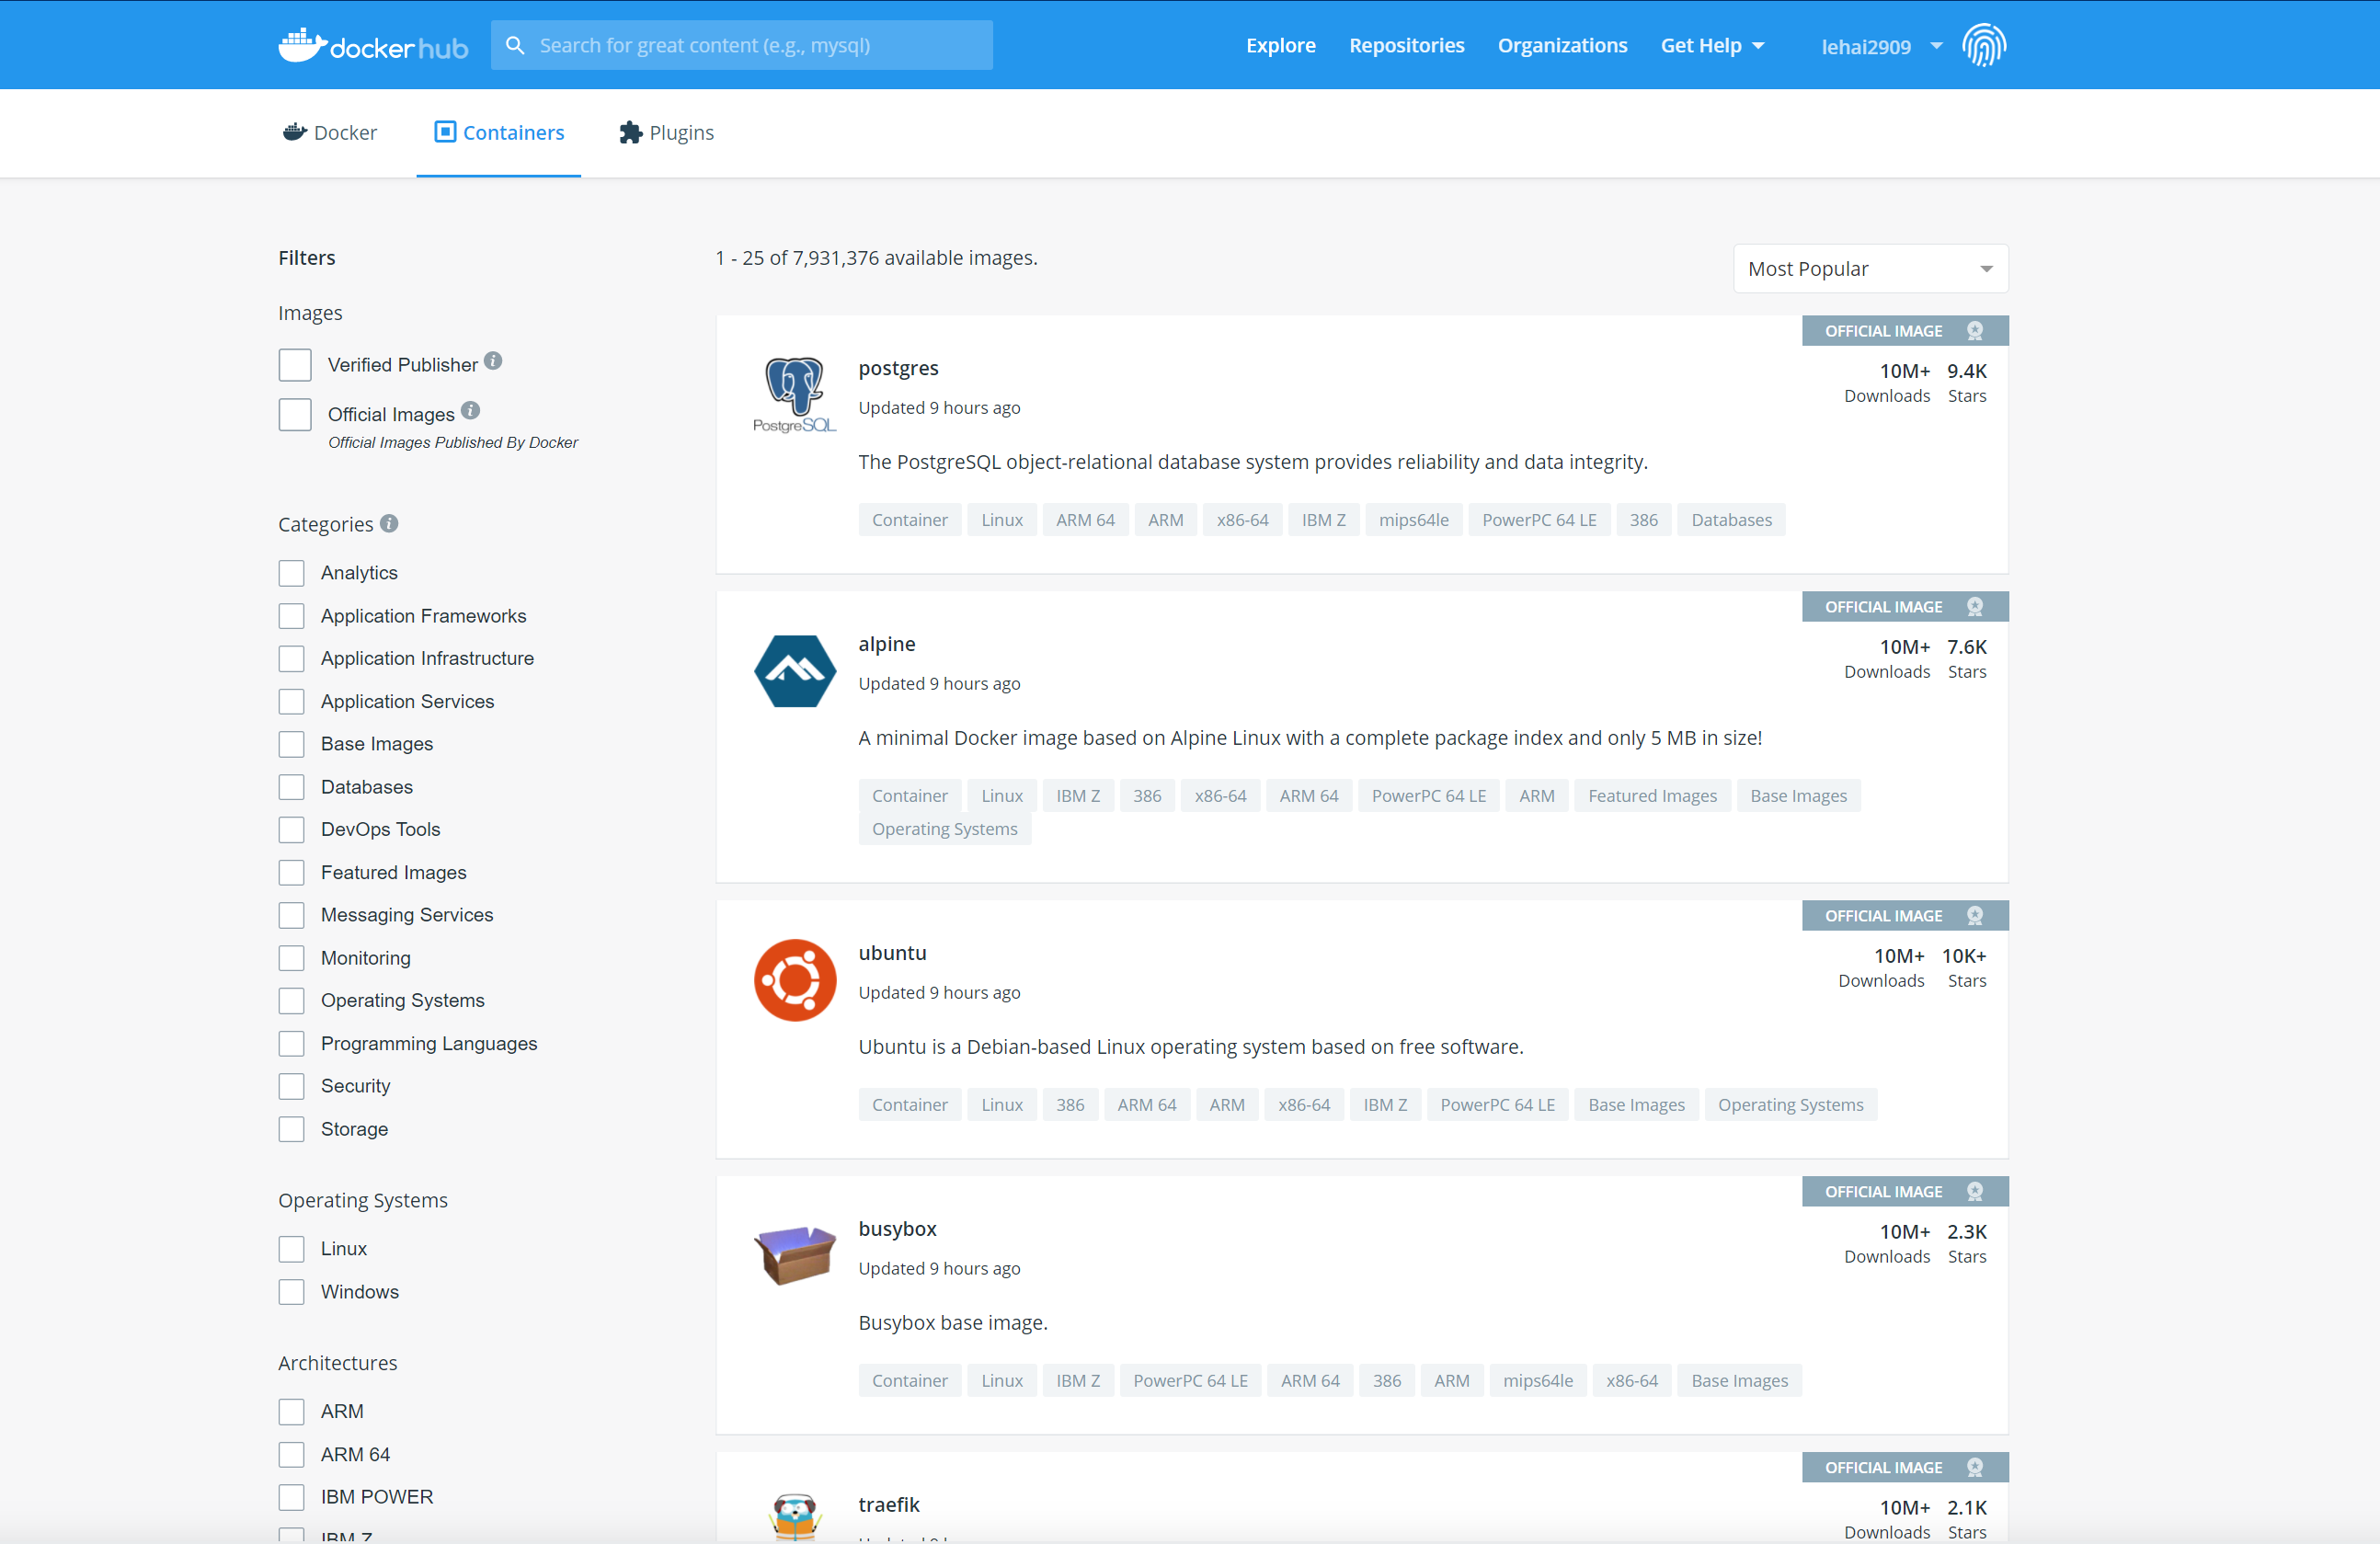 docker hub
Search for great content (e.g., mysql)
Explore Repositories Organizations Get Help lehai2909
Docker Containers Plugins
Filters
Images
Verified Publisher
Official Images
Official Images Published By Docker
Categories
Analytics
Application Frameworks
Application Infrastructure
Application Services
Base Images
Databases
DevOps Tools
Featured Images
Messaging Services
Monitoring
Operating Systems
Programming Languages
Security
Storage
Operating Systems
Linux
Windows
Architectures
ARM
ARM 64
IBM POWER
IBM Z
1 - 25 of 7,931,376 available images.
Most Popular
OFFICIAL IMAGE
PostgreSQL
postgres
Updated 9 hours ago
10M+ 9.4K
Downloads Stars
The PostgreSQL object-relational database system provides reliability and data integrity.
Container Linux ARM 64 ARM x86-64 IBM Z mips64le PowerPC 64 LE 386 Databases
OFFICIAL IMAGE
alpine
Updated 9 hours ago
10M+ 7.6K
Downloads Stars
A minimal Docker image based on Alpine Linux with a complete package index and only 5 MB in size!
Container Linux IBM Z 386 x86-64 ARM 64 PowerPC 64 LE ARM Featured Images Base Images
Operating Systems
OFFICIAL IMAGE
ubuntu
Updated 9 hours ago
10M+ 10K+
Downloads Stars
Ubuntu is a Debian-based Linux operating system based on free software.
Container Linux 386 ARM 64 ARM x86-64 IBM Z PowerPC 64 LE Base Images Operating Systems
OFFICIAL IMAGE
busybox
Updated 9 hours ago
10M+ 2.3K
Downloads Stars
Busybox base image.
Container Linux IBM Z PowerPC 64 LE ARM 64 386 ARM mips64le x86-64 Base Images
OFFICIAL IMAGE
traefik
10M+ 2.1K
Downloads Stars